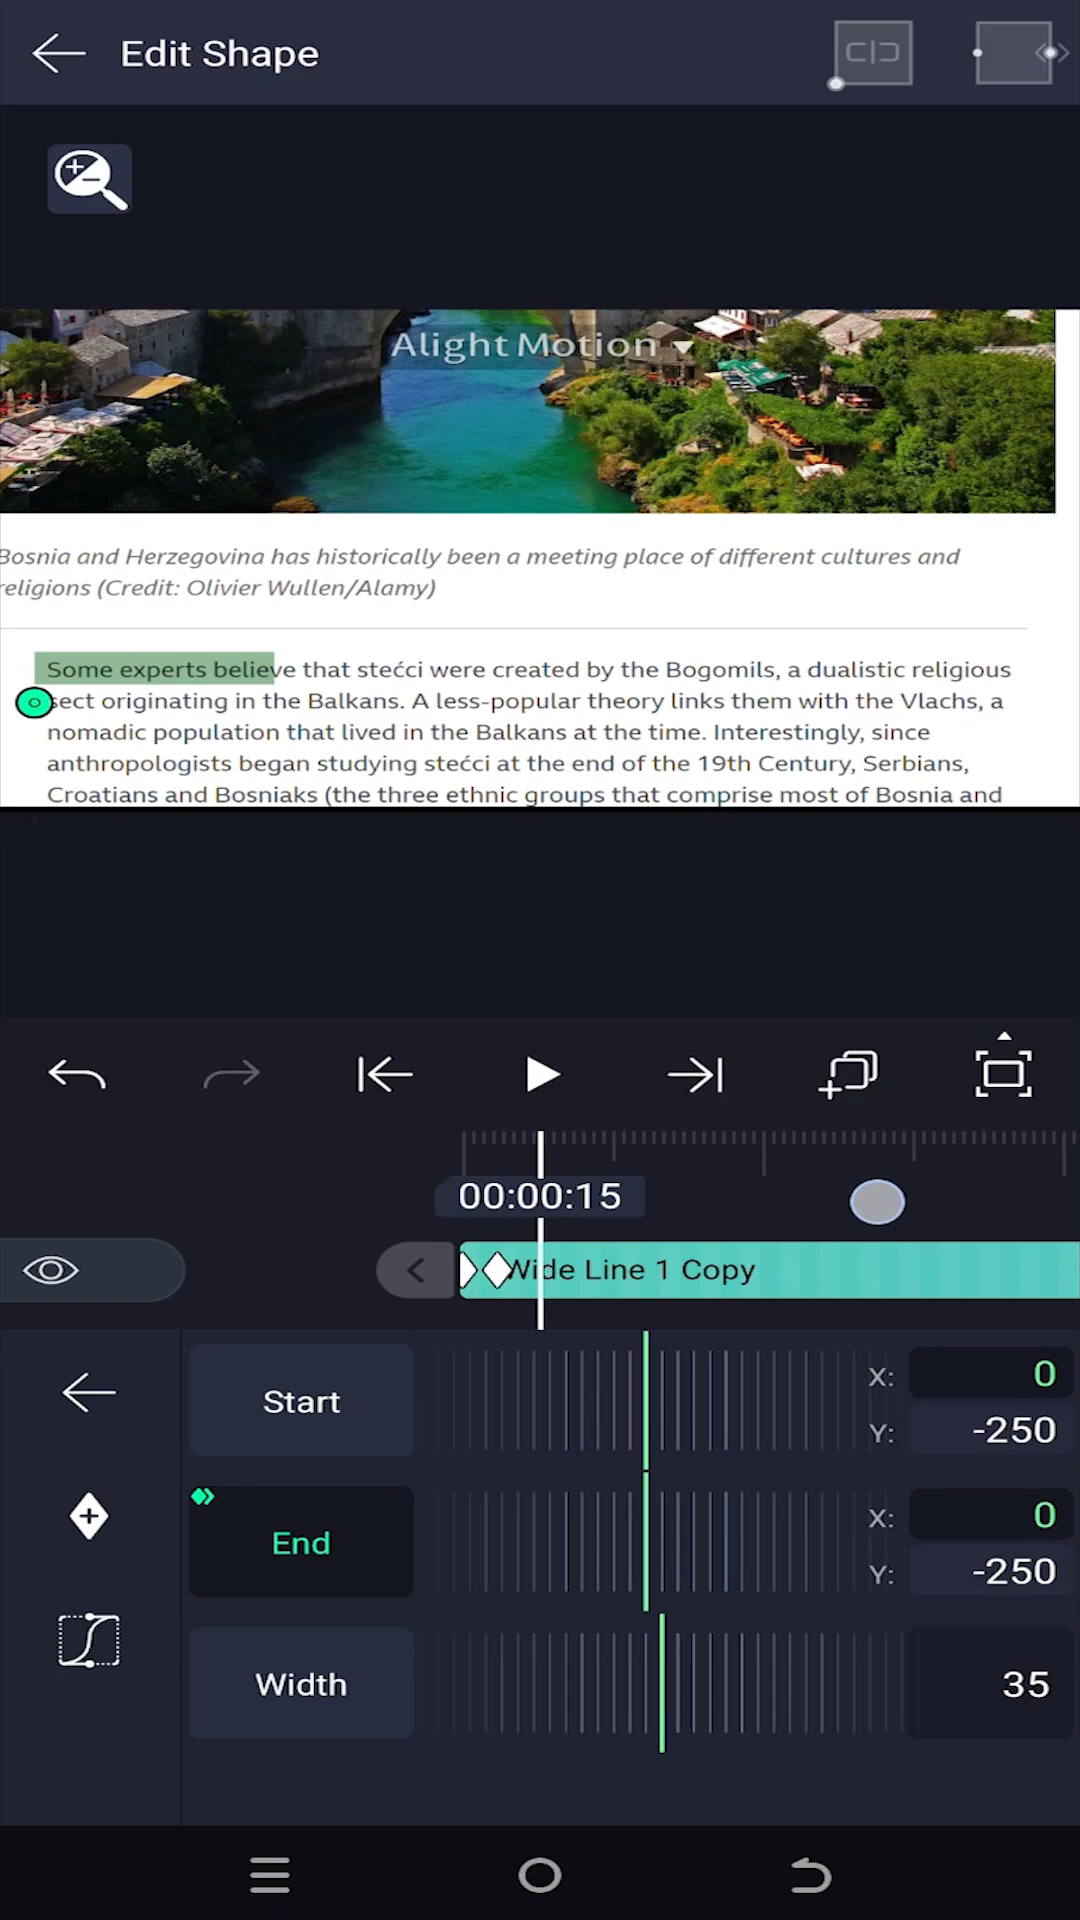 Edit Shape
Alight Motion
Bosnia and Herzegovina has historically been a meeting place of different cultures and
religions (Credit: Olivier Wullen/Alamy)
Some experts believe that stećci were created by the Bogomils, a dualistic religious
sect originating in the Balkans. A less-popular theory links them with the Vlachs, a
nomadic population that lived in the Balkans at the time. Interestingly, since
anthropologists began studying stećci at the end of the 19th Century, Serbians,
Croatians and Bosniaks (the three ethnic groups that comprise most of Bosnia and
00:00:15
Wide Line 1 Copy
Start
X: 0
Y: -250
End
X: 0
Y: -250
Width
35